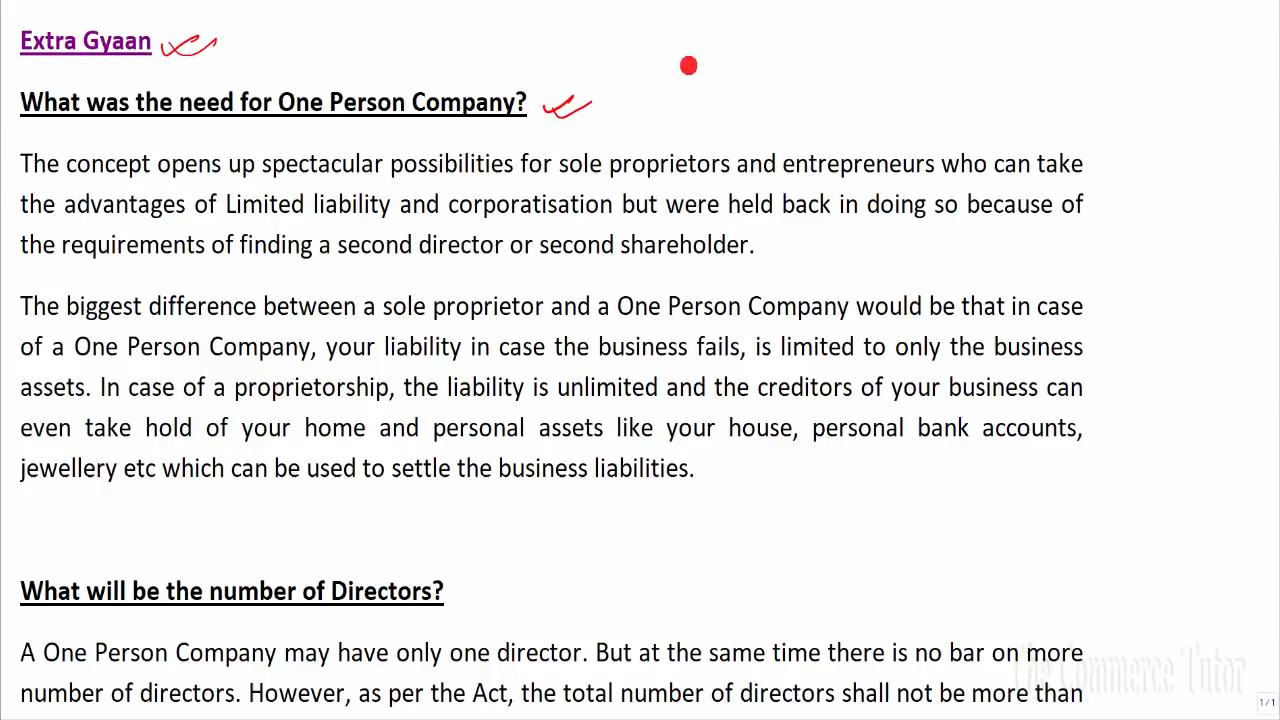 Extra Gyaan
What was the need for One Person Company?
The concept opens up spectacular possibilities for sole proprietors and entrepreneurs who can take
the advantages of Limited liability and corporatisation but were held back in doing so because of
the requirements of finding a second director or second shareholder.
The biggest difference between a sole proprietor and a One Person Company would be that in case
of a One Person Company, your liability in case the business fails, is limited to only the business
assets. In case of a proprietorship, the liability is unlimited and the creditors of your business can
even take hold of your home and personal assets like your house, personal bank accounts,
jewellery etc which can be used to settle the business liabilities.
What will be the number of Directors?
A One Person Company may have only one director. But at the same time there is no bar on more
number of directors. However, as per the Act, the total number of directors shall not be more than
The Commerce Tutor
1/1